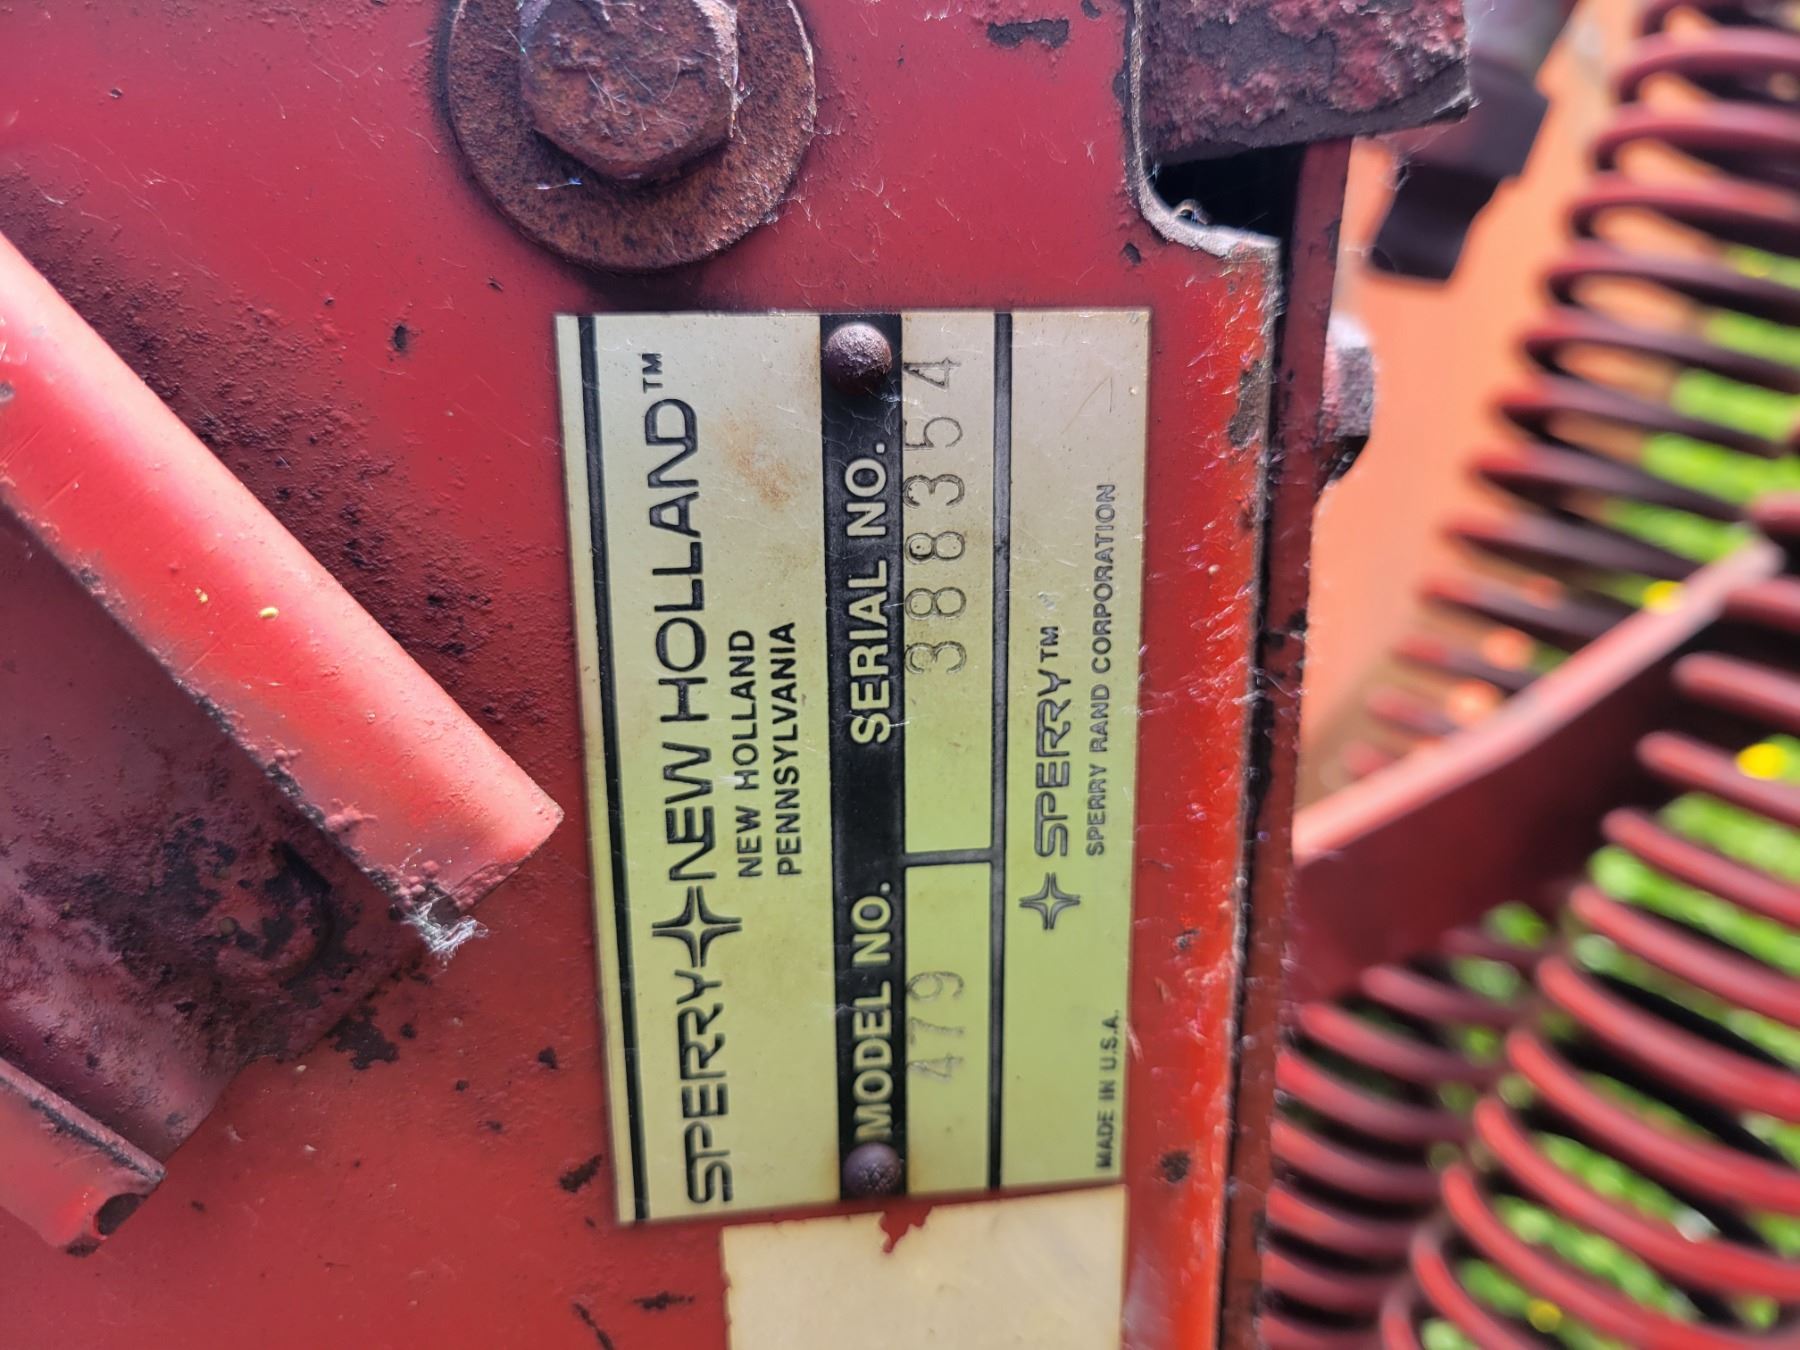 SPERRY NEW HOLLAND™
NEW HOLLAND
PENNSYLVANIA
MODEL NO. SERIAL NO.
479 388354
SPERRY™
SPERRY RAND CORPORATION
MADE IN U.S.A.